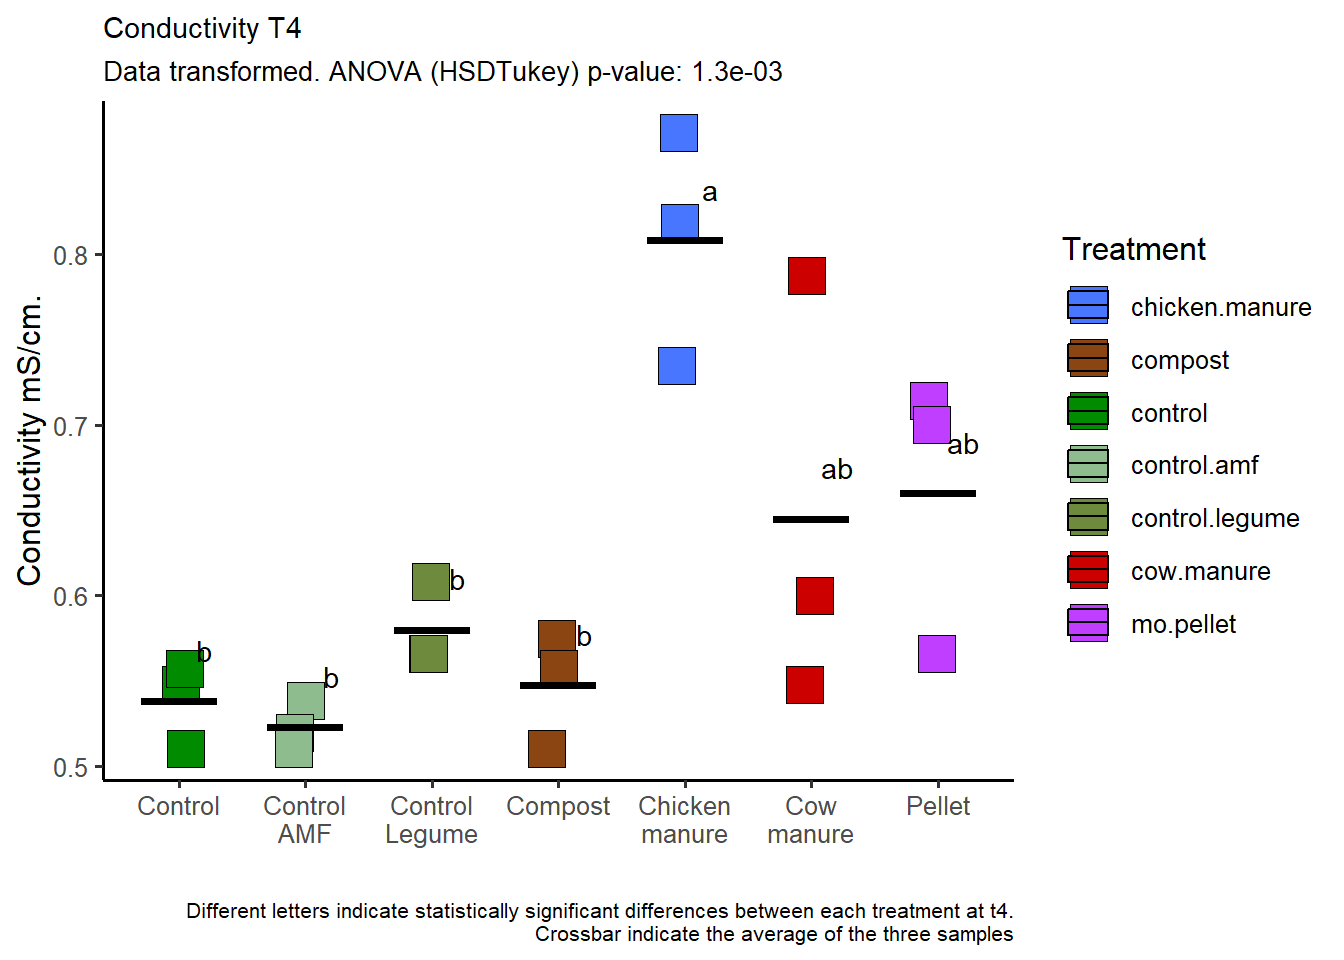 Conductivity T4
Data transformed. ANOVA (HSDTukey) p-value: 1.3e-03
Conductivity mS/cm.
0.8
0.7
0.6
0.5
a
ab
ab
b
b
b
b
Control
Control
AMF
Control
Legume
Compost
Chicken
manure
Cow
manure
Pellet
Treatment
chicken.manure
compost
control
control.amf
control.legume
cow.manure
mo.pellet
Different letters indicate statistically significant differences between each treatment at t4.
Crossbar indicate the average of the three samples